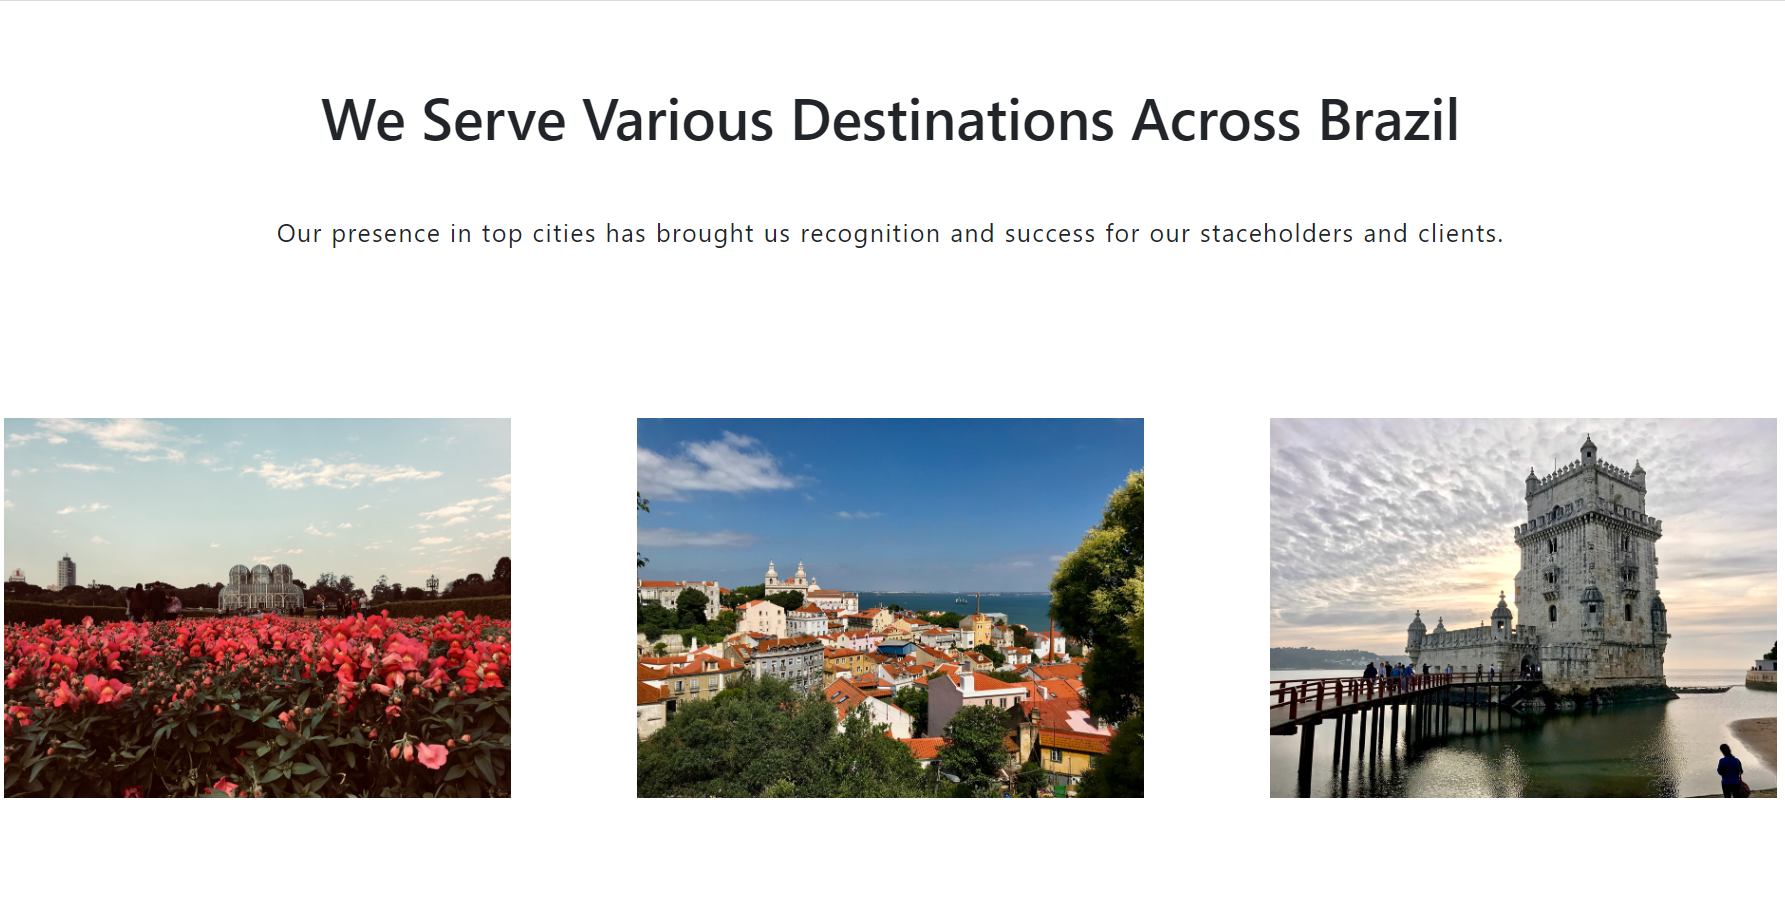 We Serve Various Destinations Across Brazil
Our presence in top cities has brought us recognition and success for our staceholders and clients.